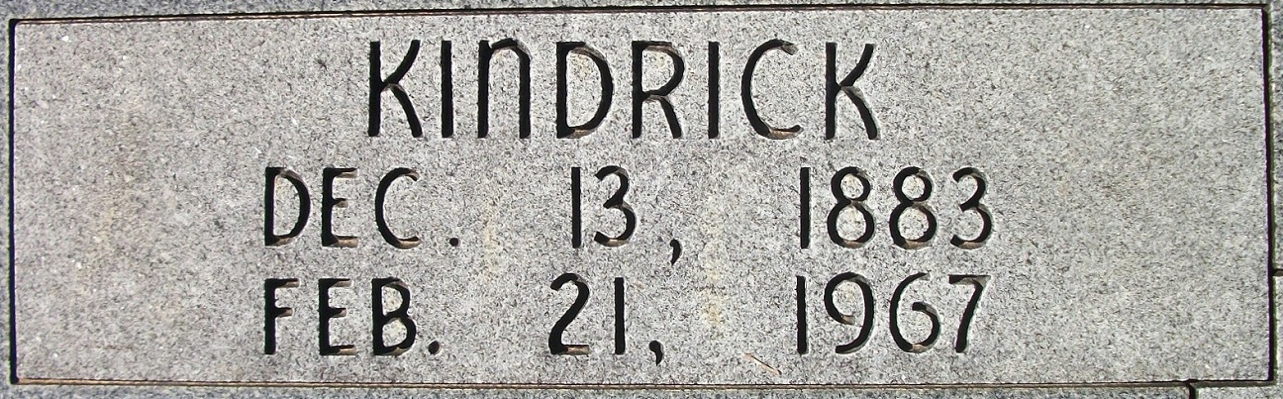 KINDRICK
DEC. 13, 1883
FEB. 21, 1967